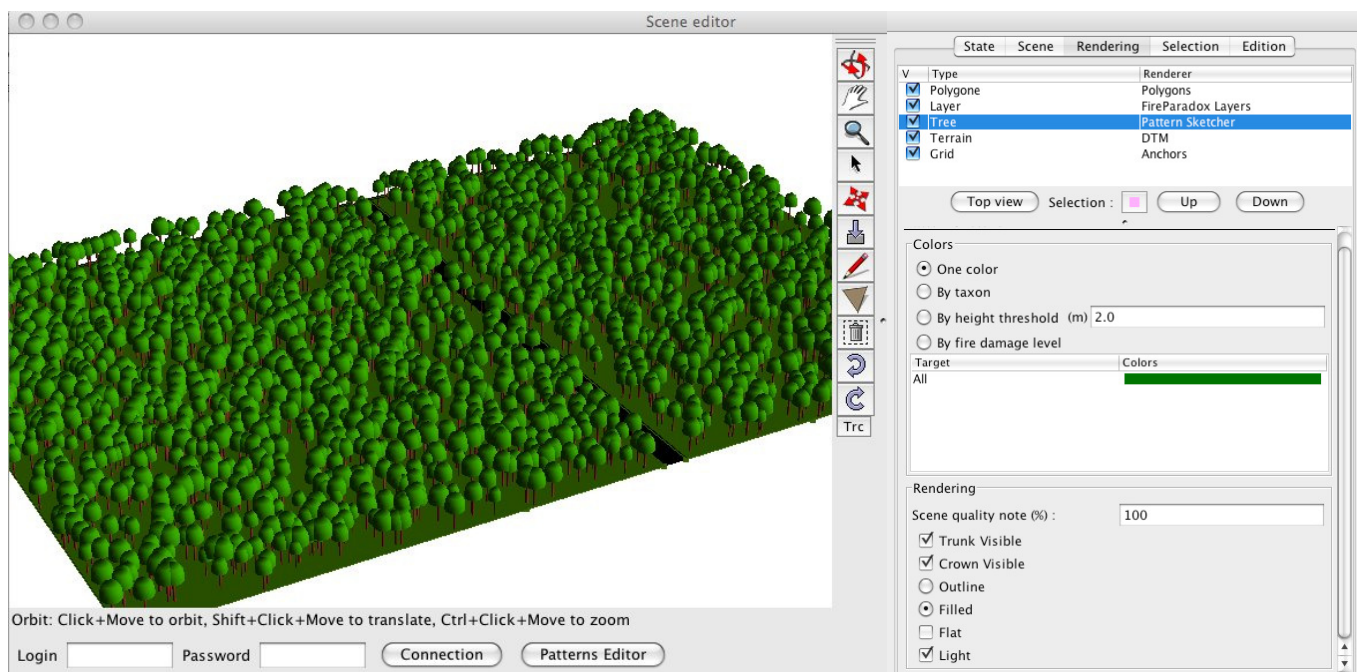 Scene editor
State Scene Rendering Selection Edition
V Type Renderer
Polygone Polygons
Layer FireParadox Layers
Tree Pattern Sketcher
Terrain DTM
Grid Anchors
Top view Selection : Up Down
Colors
One color
By taxon
By height threshold (m) 2.0
By fire damage level
Target Colors
All
Trc
Rendering
Scene quality note (%) : 100
Trunk Visible
Crown Visible
Outline
Filled
Flat
Light
Orbit: Click+Move to orbit, Shift+Click+Move to translate, Ctrl+Click+Move to zoom
Login Password Connection Patterns Editor